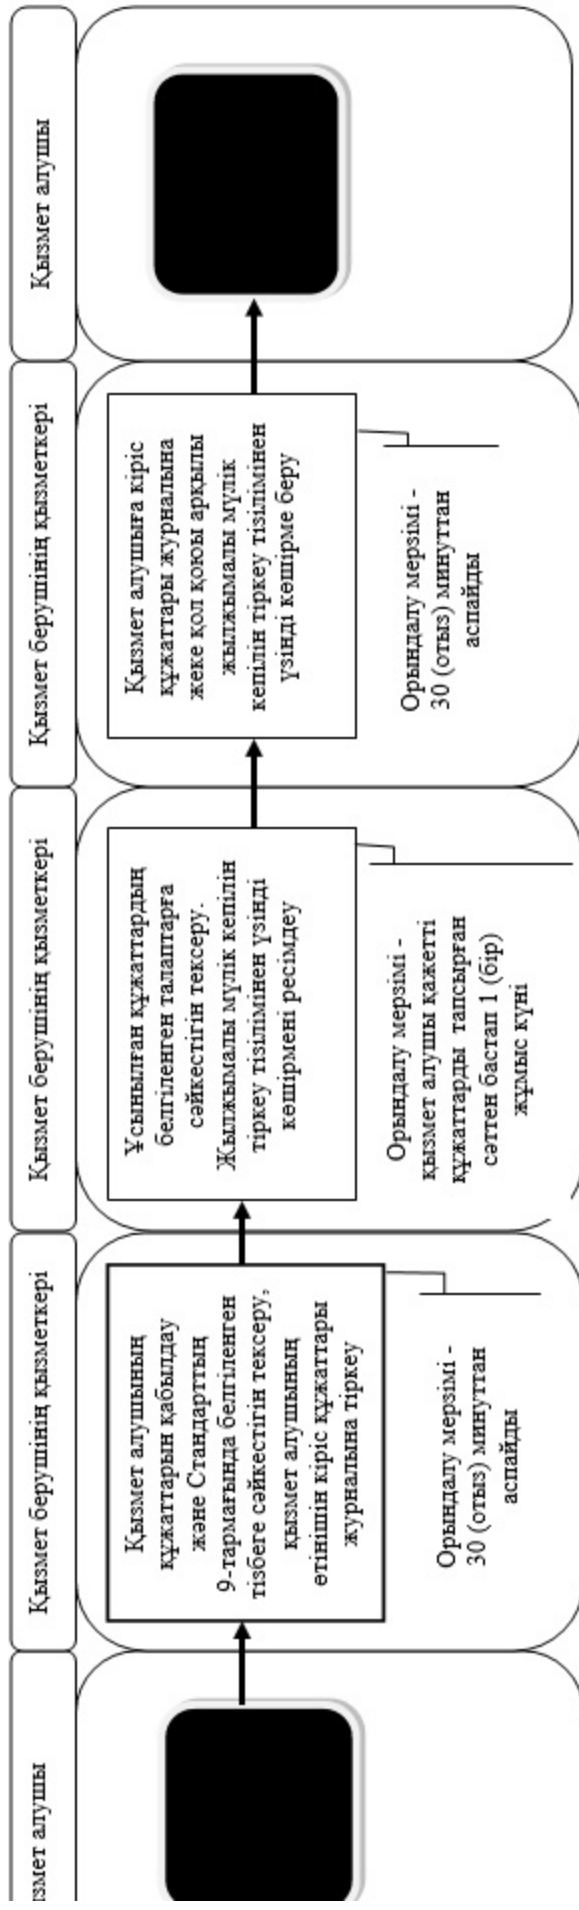 ызмет алушы
Қызмет берушінің қызметкері
Қызмет алушының
құжаттарын қабылдау
және Стандарттың
9-тармағында белгіленген
тізбеге сәйкестігін тексеру,
қызмет алушының
өтінішін кіріс құжаттары
журналына тіркеу
Орындалу мерзімі -
30 (отыз) минуттан
аспайды
Қызмет берушінің қызметкері
Ұсынылған құжаттардың
белгіленген талаптарға
сәйкестігін тексеру.
Жылжымалы мүлік кепілін
тіркеу тізілімінен үзінді
көшірмені ресімдеу
Орындалу мерзімі -
қызмет алушы қажетті
құжаттарды тапсырған
сәттен бастап 1 (бір)
жұмыс күні
Қызмет берушінің қызметкері
Қызмет алушыға кіріс
құжаттары журналына
жеке қол қоюы арқылы
жылжымалы мүлік
кепілін тіркеу тізілімінен
үзінді көшірме беру
Орындалу мерзімі -
30 (отыз) минуттан
аспайды
Қызмет алушы